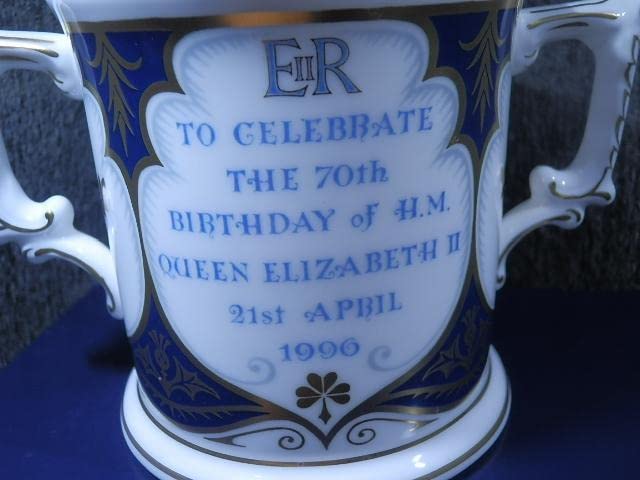 EIIR
TO CELEBRATE
THE 70th
BIRTHDAY of H.M.
QUEEN ELIZABETH II
21st APRIL
1996